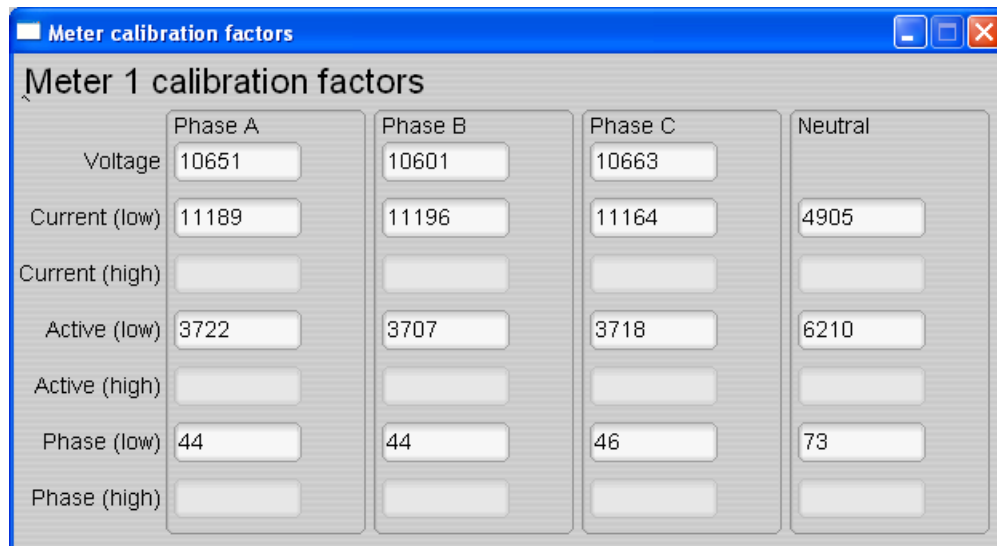 Meter calibration factors
Meter 1 calibration factors
Phase A Phase B Phase C Neutral
Voltage 10651 10601 10663
Current (low) 11189 11196 11164 4905
Current (high)
Active (low) 3722 3707 3718 6210
Active (high)
Phase (low) 44 44 46 73
Phase (high)